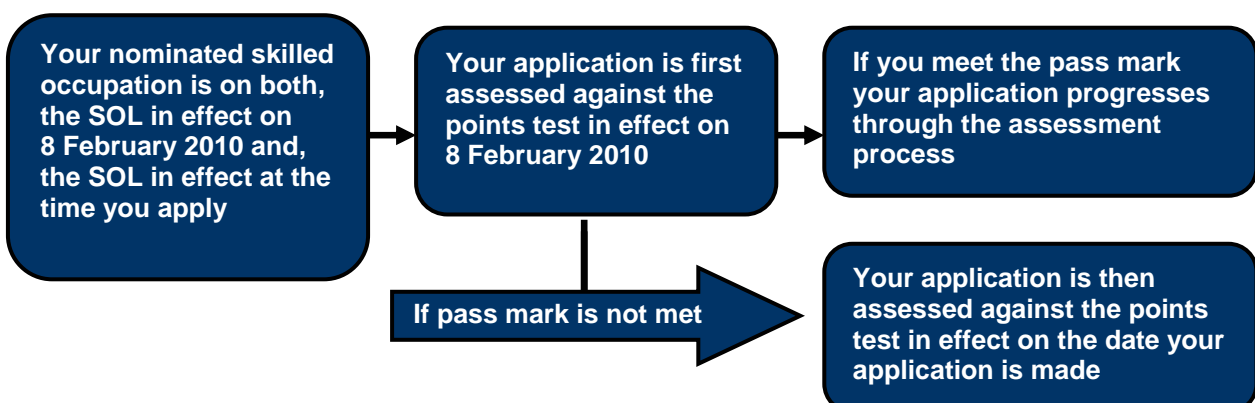 Your nominated skilled
occupation is on both,
the SOL in effect on
8 February 2010 and,
the SOL in effect at the
time you apply
Your application is first
assessed against the
points test in effect on
8 February 2010
If you meet the pass mark
your application progresses
through the assessment
process
If pass mark is not met
Your application is then
assessed against the points
test in effect on the date your
application is made